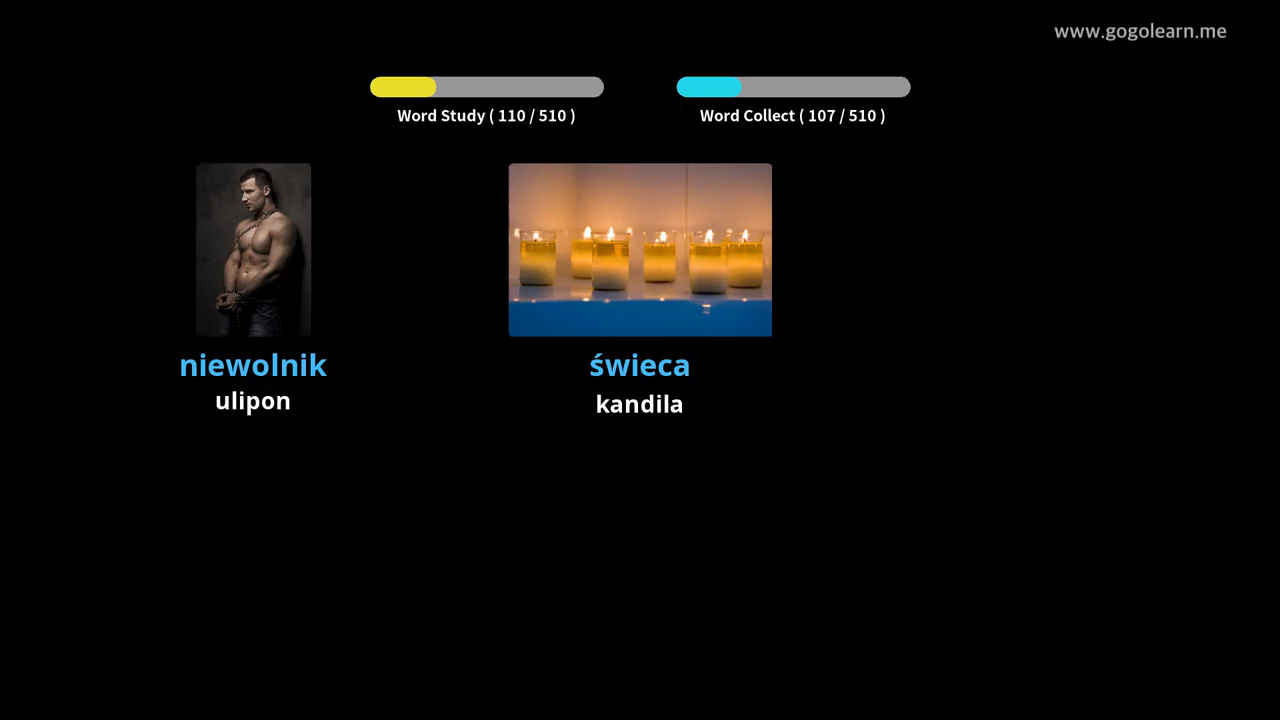 www.gogolearn.me
Word Study ( 110 / 510 )
Word Collect ( 107 / 510 )
niewolnik
ulipon
świeca
kandila